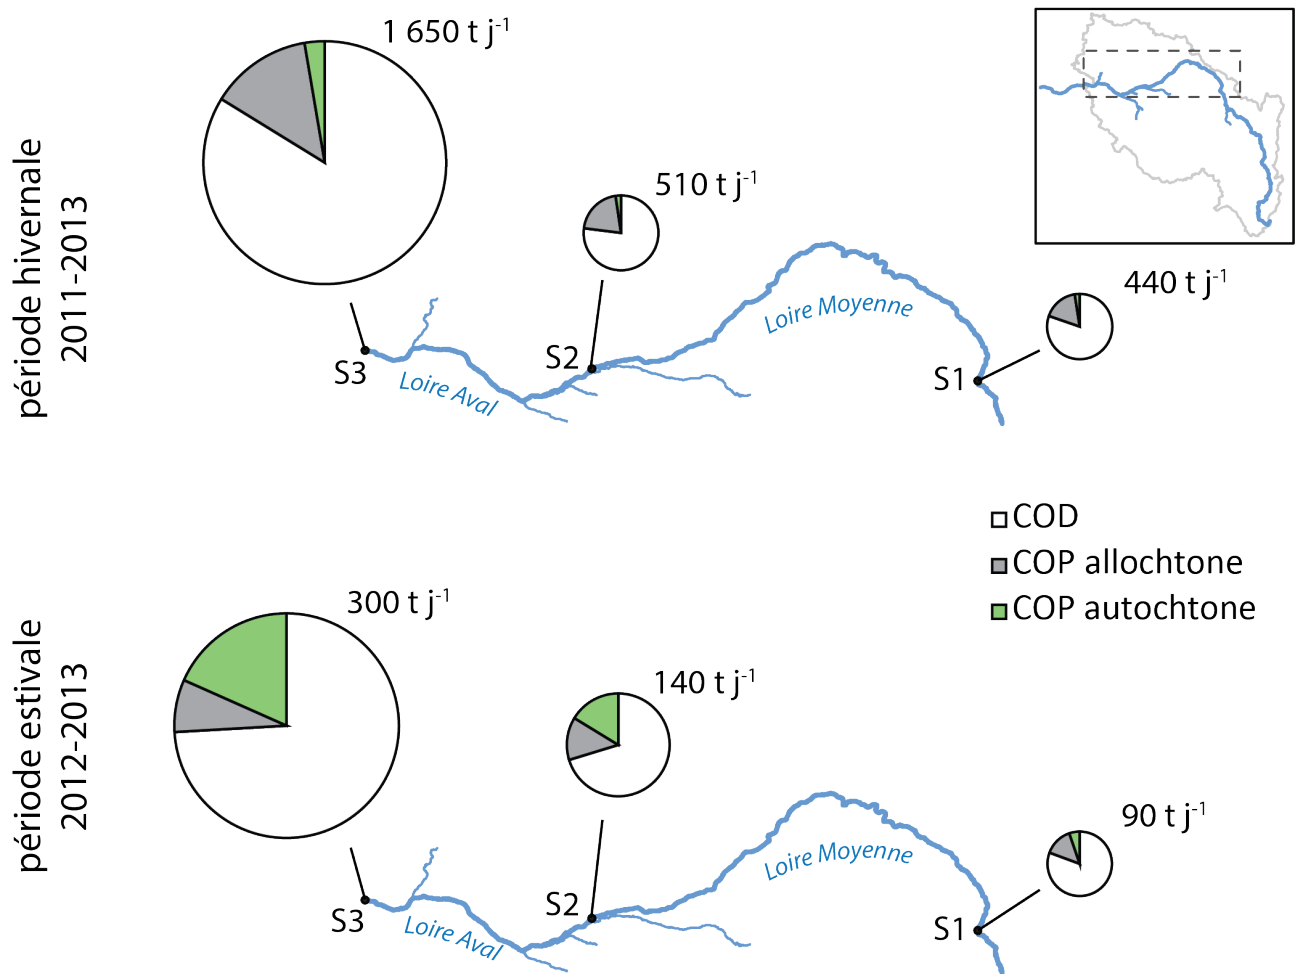 période hivernale
2011-2013
1 650 t j⁻¹
510 t j⁻¹
440 t j⁻¹
Loire Moyenne
S3
S2
S1
Loire Aval
COD
COP allochtone
COP autochtone
période estivale
2012-2013
300 t j⁻¹
140 t j⁻¹
90 t j⁻¹
Loire Moyenne
S3
S2
S1
Loire Aval